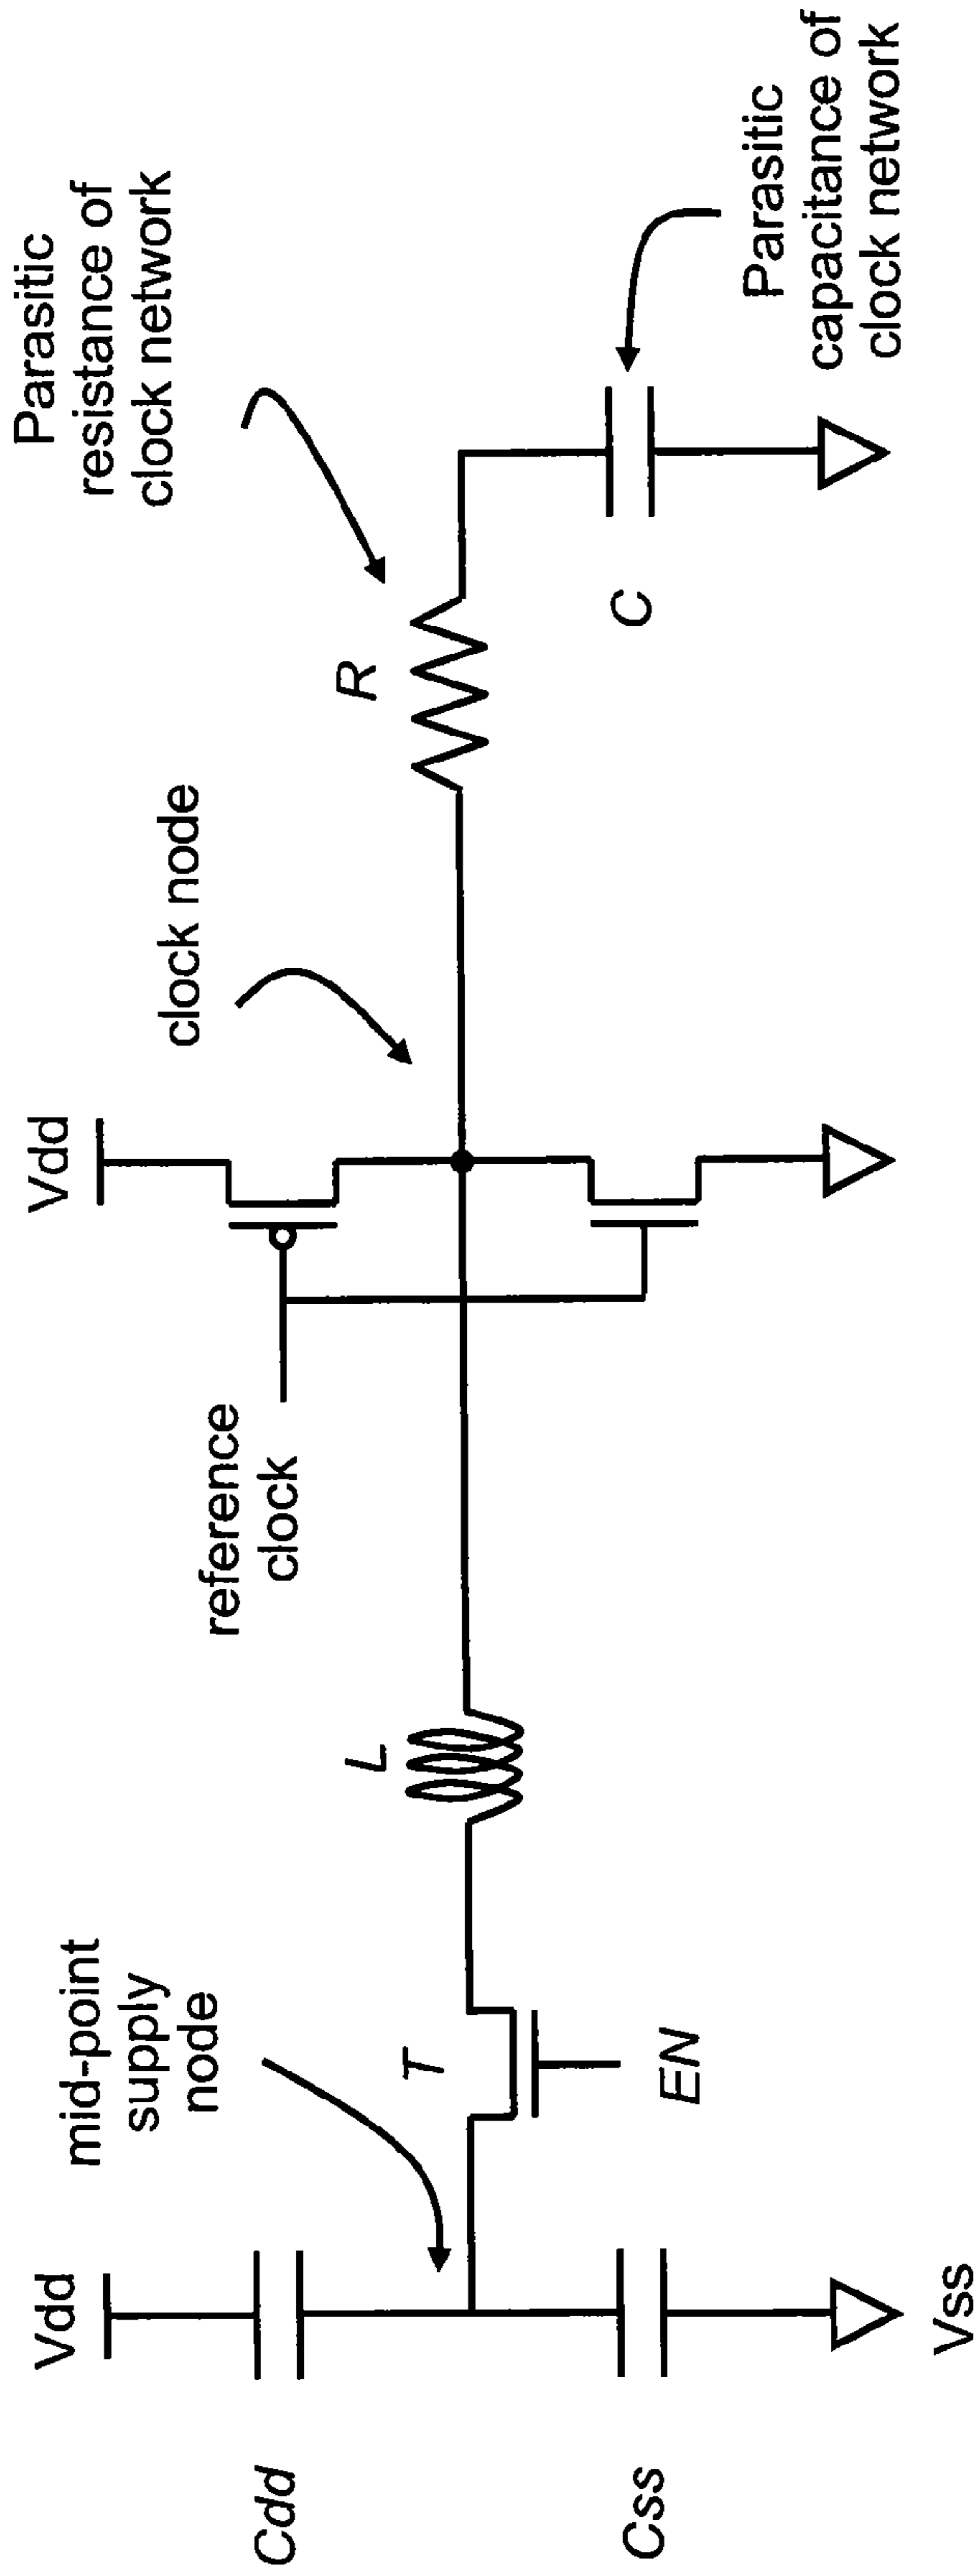 Vdd
Cdd
mid-point
supply
node
T
EN
Css
Vss
L
reference
clock
Vdd
clock node
R
Parasitic
resistance of
clock network
C
Parasitic
capacitance of
clock network